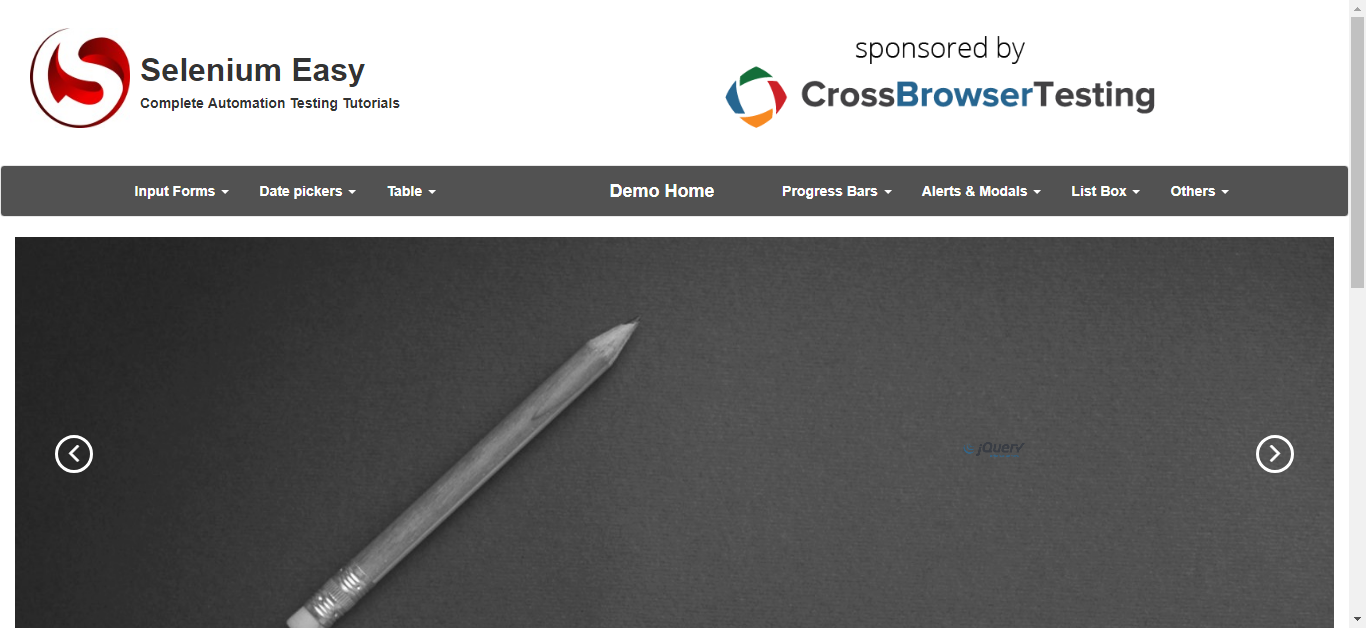 Selenium Easy
Complete Automation Testing Tutorials
sponsored by
CrossBrowserTesting
Input Forms Date pickers Table Demo Home Progress Bars Alerts & Modals List Box Others
jQuery